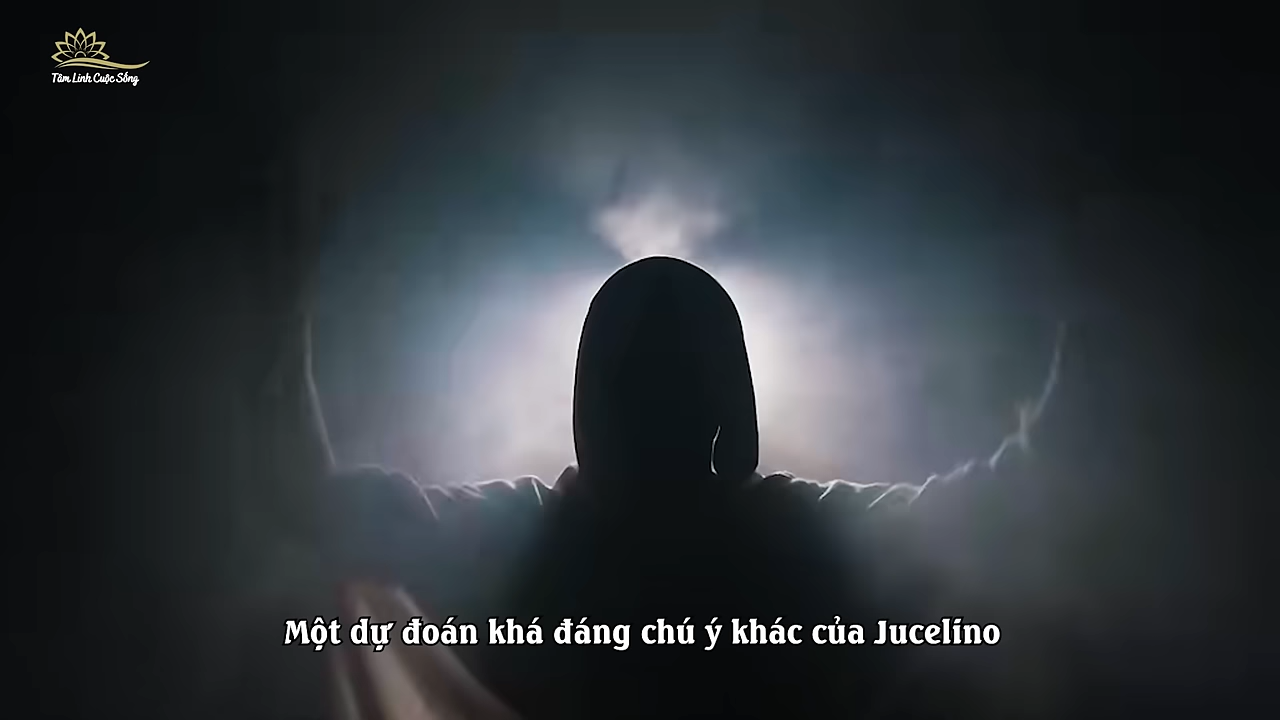 Tâm Linh Cuộc Sống
Một dự đoán khá đáng chú ý khác của Jucelino